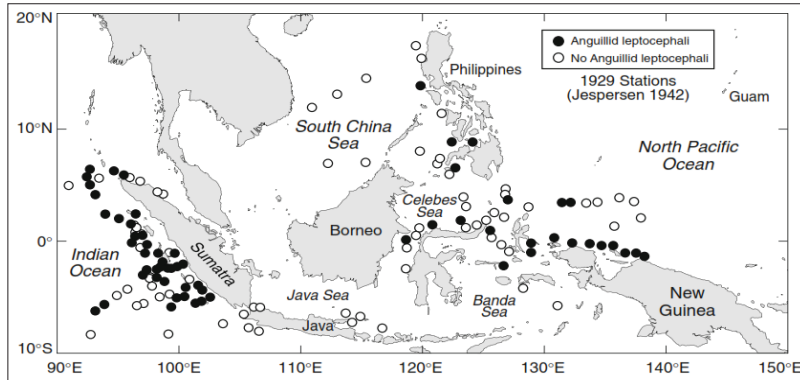 20°N
Anguillid leptocephali
No Anguillid leptocephali
Philippines
1929 Stations
(Jespersen 1942)
Guam
10°N
South China
Sea
North Pacific
Ocean
Celebes
Sea
Borneo
0°
Sumatra
Indian
Ocean
Java Sea
Banda
Sea
New
Guinea
Java
10°S
90°E
100°E
110°E
120°E
130°E
140°E
150°E